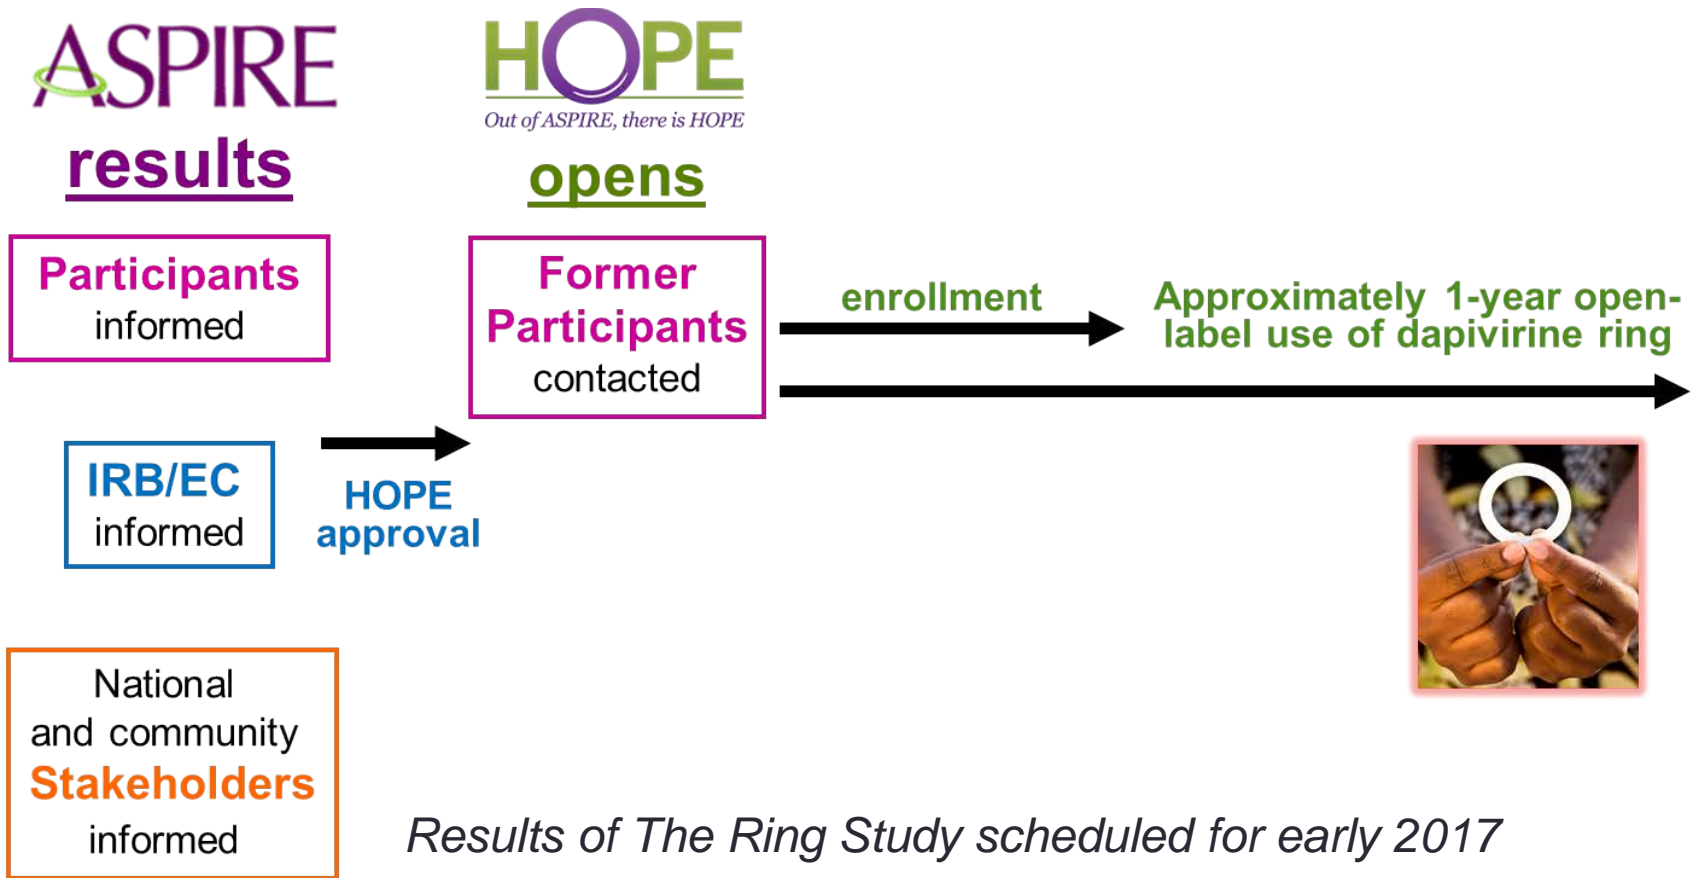 ASPIRE
results
Participants
informed
IRB/EC
informed
National
and community
Stakeholders
informed
HOPE
approval
HOPE
Out of ASPIRE, there is HOPE
opens
Former
Participants
contacted
enrollment
Approximately 1-year open-
label use of dapivirine ring
Results of The Ring Study scheduled for early 2017